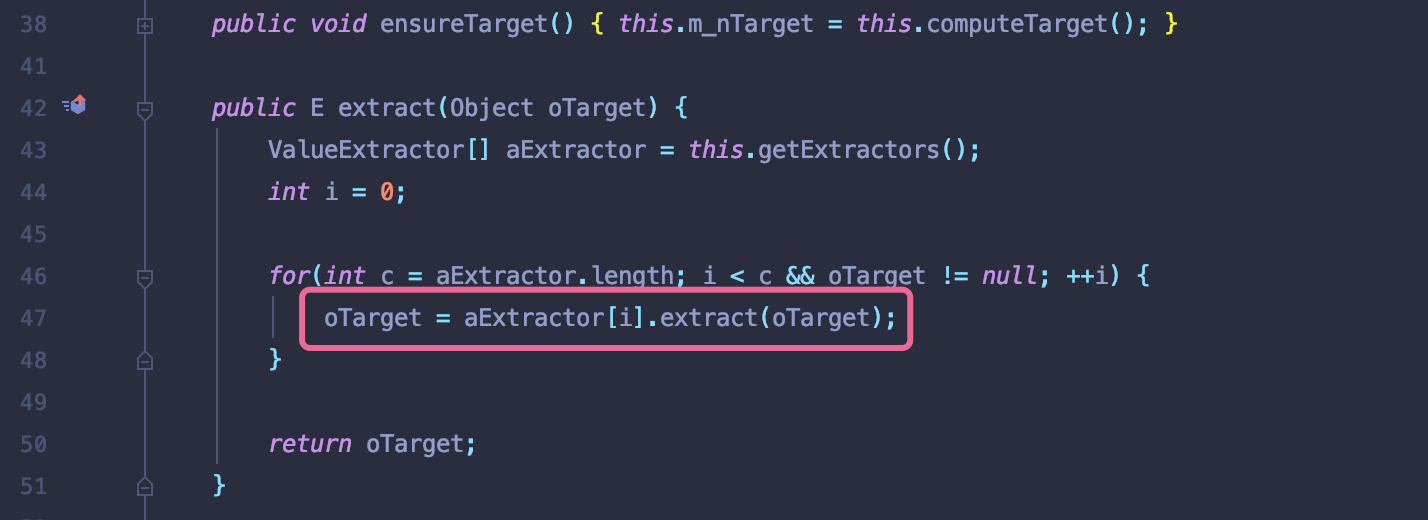 38 public void ensureTarget() { this.m_nTarget = this.computeTarget(); }
41
42 public E extract(Object oTarget) {
43 ValueExtractor[] aExtractor = this.getExtractors();
44 int i = 0;
45
46 for(int c = aExtractor.length; i < c && oTarget != null; ++i) {
47 oTarget = aExtractor[i].extract(oTarget);
48 }
49
50 return oTarget;
51 }